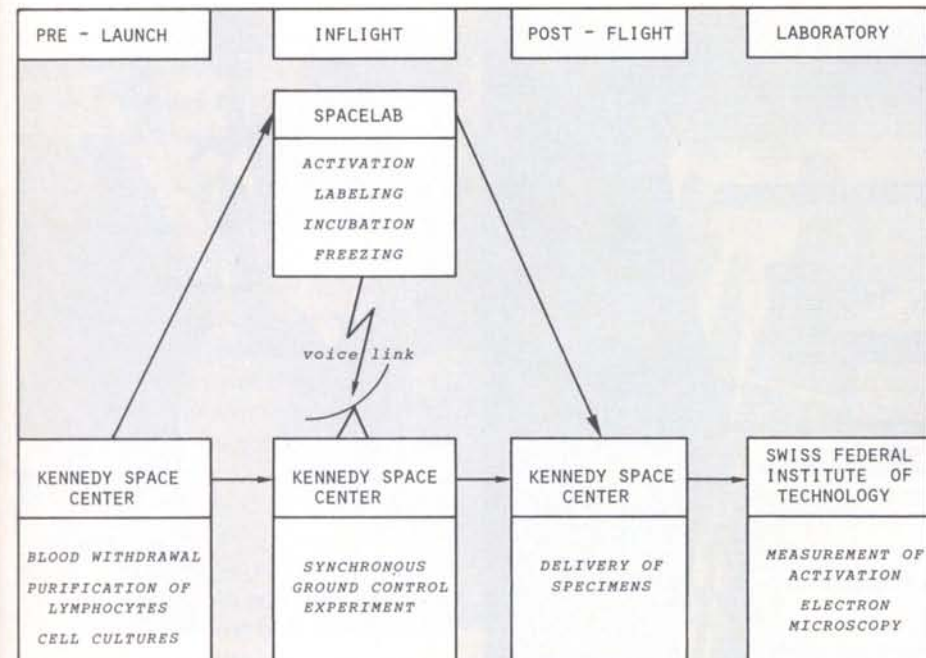 PRE - LAUNCH
INFLIGHT
POST - FLIGHT
LABORATORY
SPACELAB
ACTIVATION
LABELING
INCUBATION
FREEZING
voice link
KENNEDY SPACE
CENTER
BLOOD WITHDRAWAL
PURIFICATION OF
LYMPHOCYTES
CELL CULTURES
KENNEDY SPACE
CENTER
SYNCHRONOUS
GROUND CONTROL
EXPERIMENT
KENNEDY SPACE
CENTER
DELIVERY OF
SPECIMENS
SWISS FEDERAL
INSTITUTE OF
TECHNOLOGY
MEASUREMENT OF
ACTIVATION
ELECTRON
MICROSCOPY